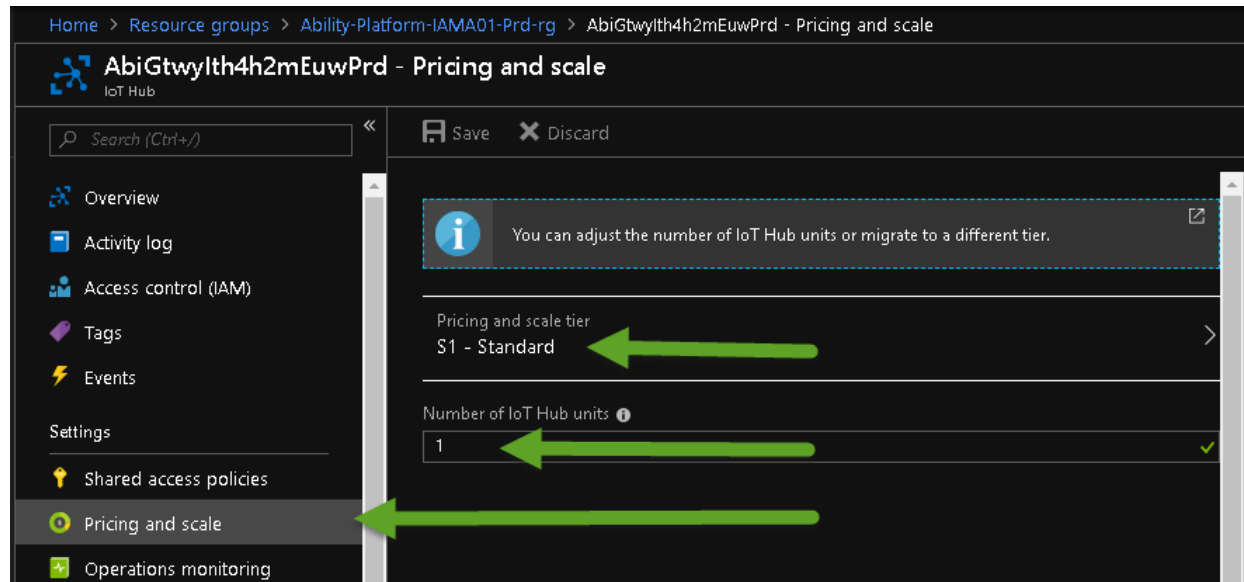 Home > Resource groups > Ability-Platform-IAMA01-Prd-rg > AbiGtwyIth4h2mEuwPrd - Pricing and scale
AbiGtwyIth4h2mEuwPrd - Pricing and scale
IoT Hub
Search (Ctrl+/)
«
Save
Discard
Overview
Activity log
Access control (IAM)
Tags
Events
Settings
Shared access policies
Pricing and scale
Operations monitoring
You can adjust the number of IoT Hub units or migrate to a different tier.
Pricing and scale tier
S1 - Standard
Number of IoT Hub units
1